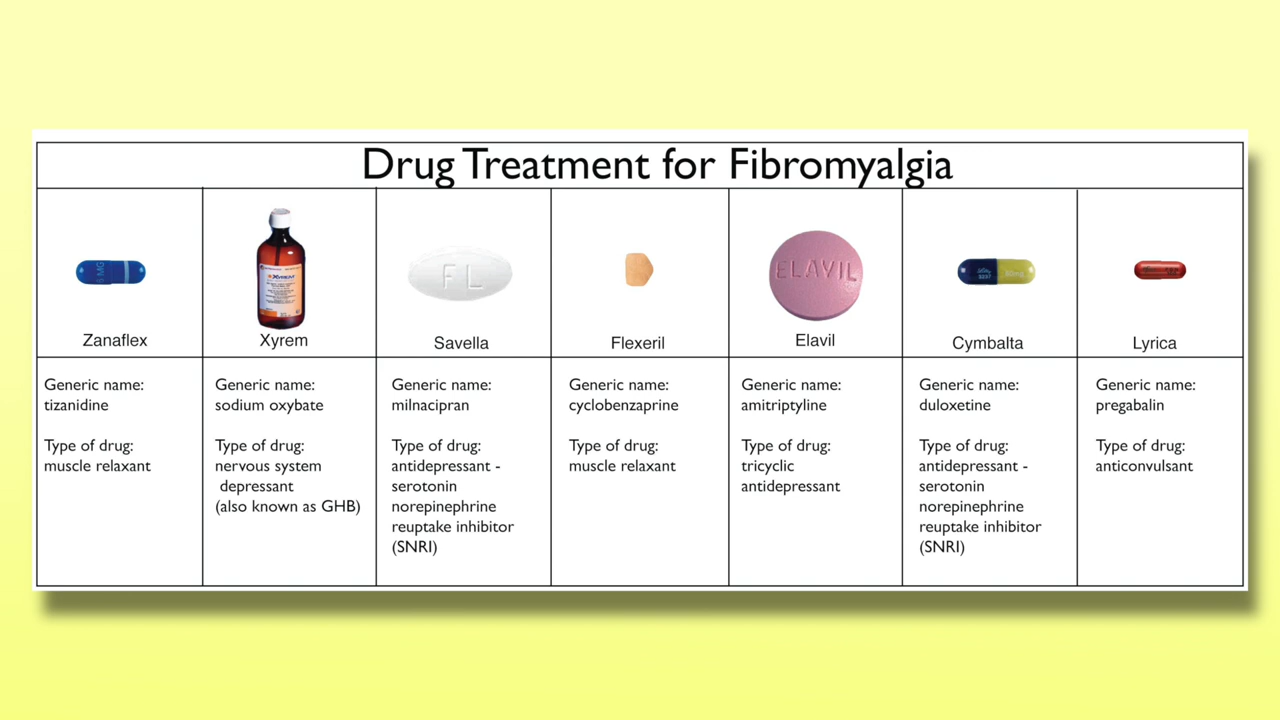 Drug Treatment for Fibromyalgia
FL
ELAVIL
XYREM
Zanaflex
Xyrem
Savella
Flexeril
Elavil
Cymbalta
Lyrica
Generic name:
tizanidine
Type of drug:
muscle relaxant
Generic name:
sodium oxybate
Type of drug:
nervous system
depressant
(also known as GHB)
Generic name:
milnacipran
Type of drug:
antidepressant -
serotonin
norepinephrine
reuptake inhibitor
(SNRI)
Generic name:
cyclobenzaprine
Type of drug:
muscle relaxant
Generic name:
amitriptyline
Type of drug:
tricyclic
antidepressant
Generic name:
duloxetine
Type of drug:
antidepressant -
serotonin
norepinephrine
reuptake inhibitor
(SNRI)
Generic name:
pregabalin
Type of drug:
anticonvulsant